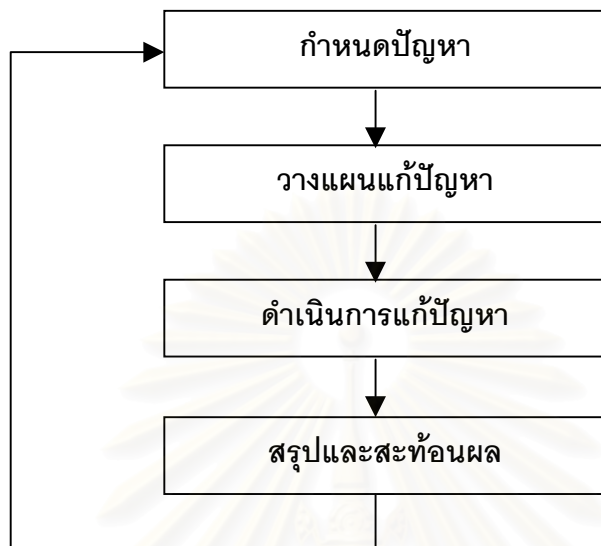 กำหนดปัญหา
วางแผนแก้ปัญหา
ดำเนินการแก้ปัญหา
สรุปและสะท้อนผล